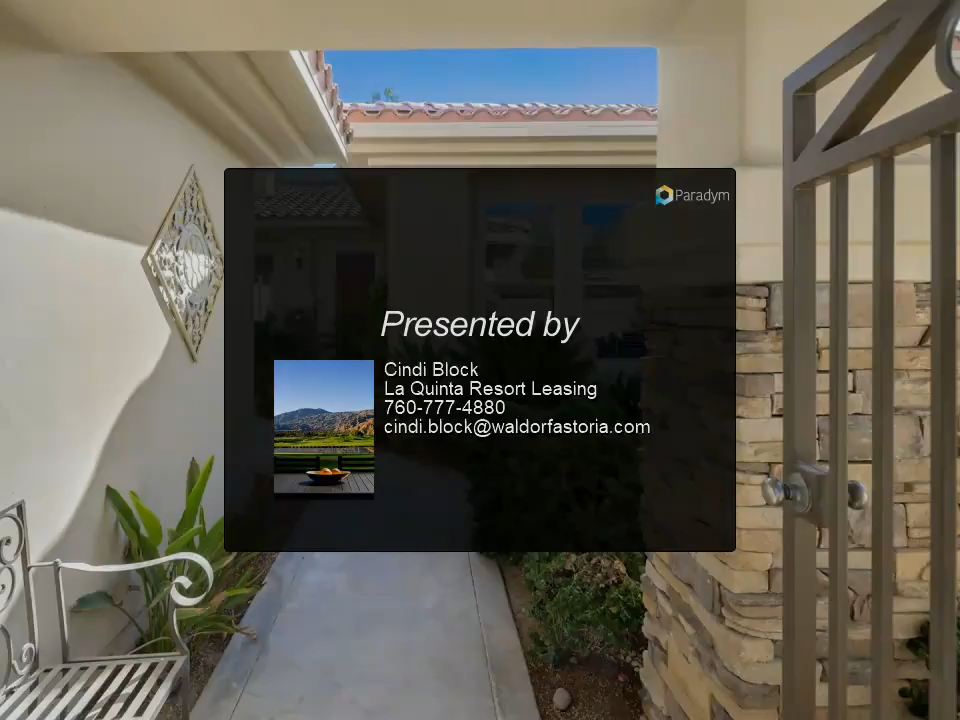 Paradym
Presented by
Cindi Block
La Quinta Resort Leasing
760-777-4880
cindi.block@waldorfastoria.com